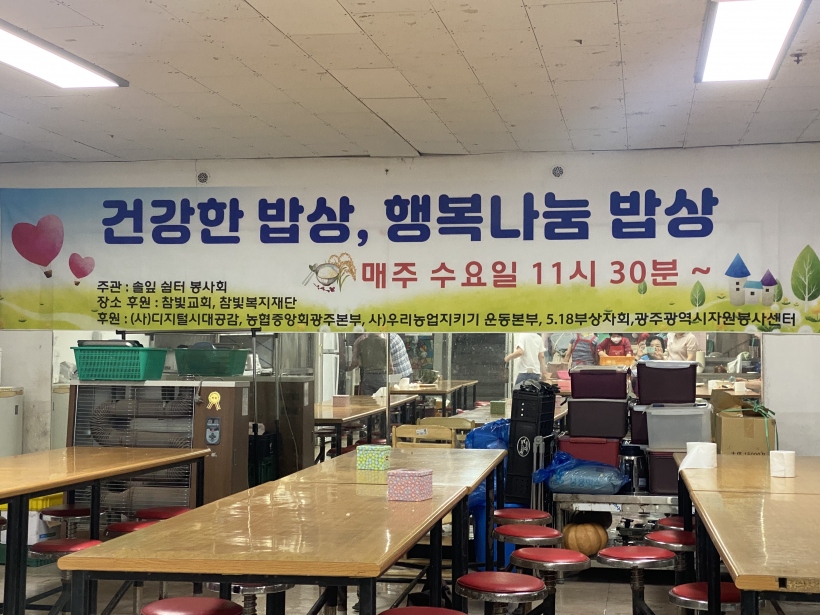 건강한 밥상, 행복나눔 밥상
매주 수요일 11시 30분 ~
주관 : 솔잎 쉼터 봉사회
장소 후원 : 참빛교회, 참빛복지재단
후원 : (사)디지털시대공감, 농협중앙회광주본부, 사)우리농업지키기 운동본부, 5.18부상자회,광주광역시자원봉사센터